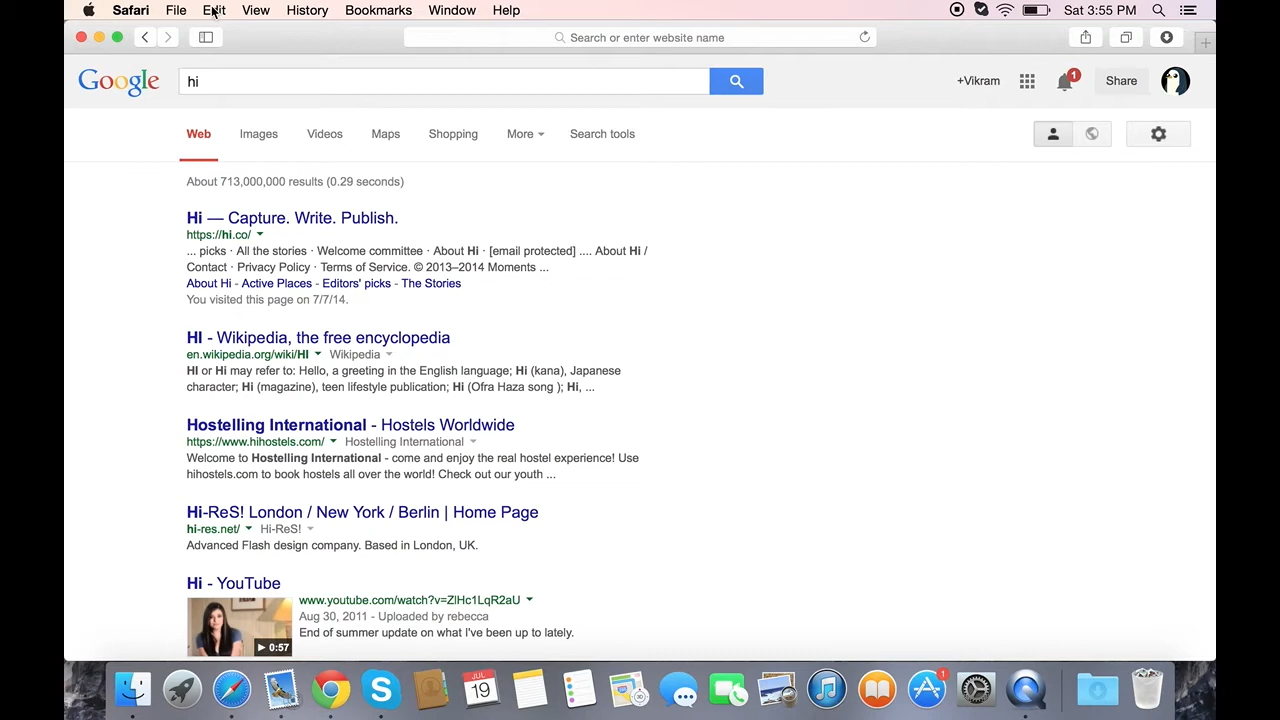 Safari File Edit View History Bookmarks Window Help Sat 3:55 PM
Search or enter website name
Google hi +Vikram 1 Share
Web Images Videos Maps Shopping More Search tools
About 713,000,000 results (0.29 seconds)
Hi — Capture. Write. Publish.
https://hi.co/
... picks · All the stories · Welcome committee · About Hi · [email protected] .... About Hi /
Contact · Privacy Policy · Terms of Service. © 2013–2014 Moments ...
About Hi - Active Places - Editors' picks - The Stories
You visited this page on 7/7/14.
HI - Wikipedia, the free encyclopedia
en.wikipedia.org/wiki/HI Wikipedia
HI or Hi may refer to: Hello, a greeting in the English language; Hi (kana), Japanese
character; Hi (magazine), teen lifestyle publication; Hi (Ofra Haza song ); Hi, ...
Hostelling International - Hostels Worldwide
https://www.hihostels.com/ Hostelling International
Welcome to Hostelling International - come and enjoy the real hostel experience! Use
hihostels.com to book hostels all over the world! Check out our youth ...
Hi-ReS! London / New York / Berlin | Home Page
hi-res.net/ Hi-ReS!
Advanced Flash design company. Based in London, UK.
Hi - YouTube
www.youtube.com/watch?v=ZlHc1LqR2aU
Aug 30, 2011 - Uploaded by rebecca
End of summer update on what I've been up to lately.
0:57
JUL
19
1